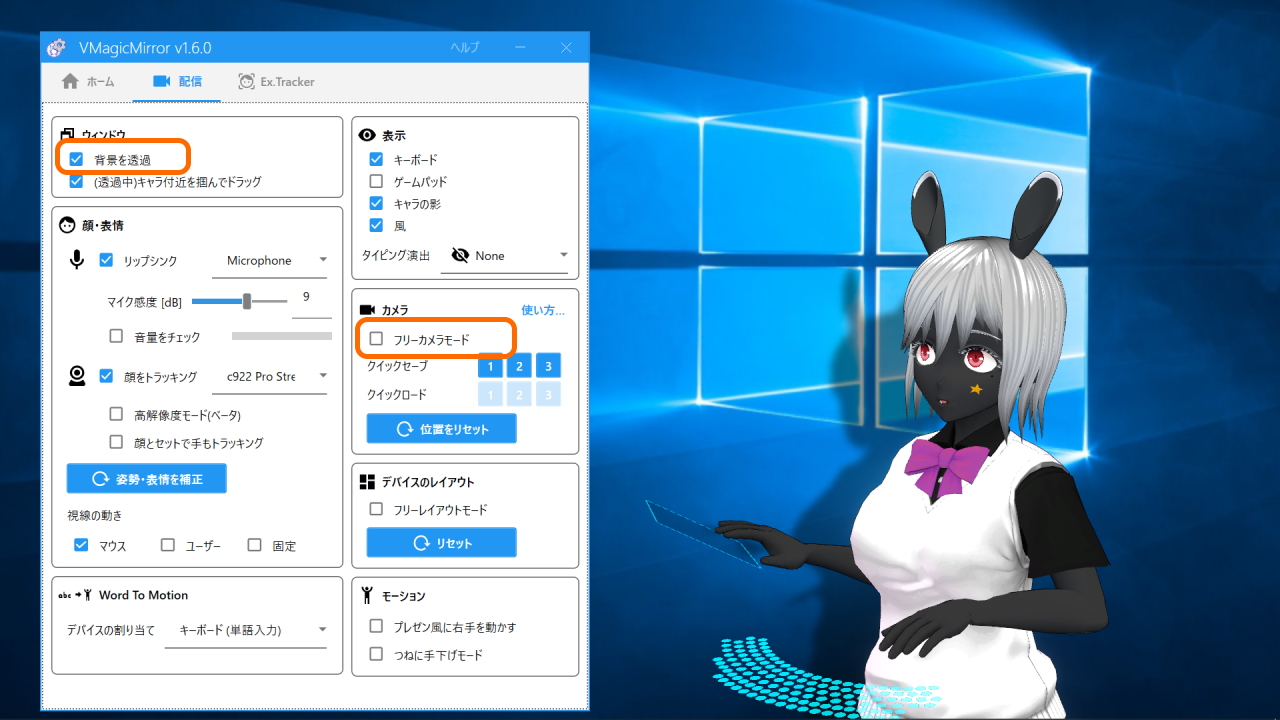 VMagicMirror v1.6.0
ヘルプ
ホーム
配信
Ex.Tracker
ウィンドウ
背景を透過
(透過中)キャラ付近を掴んでドラッグ
顔・表情
リップシンク
Microphone
マイク感度 [dB]
9
音量をチェック
顔をトラッキング
c922 Pro Stre
高解像度モード(ベータ)
顔とセットで手もトラッキング
姿勢・表情を補正
視線の動き
マウス
ユーザー
固定
abc
Word To Motion
デバイスの割り当て
キーボード (単語入力)
表示
キーボード
ゲームパッド
キャラの影
風
タイピング演出
None
カメラ
使い方...
フリーカメラモード
クイックセーブ
1 2 3
クイックロード
1 2 3
位置をリセット
デバイスのレイアウト
フリーレイアウトモード
リセット
モーション
プレゼン風に右手を動かす
つねに手下げモード